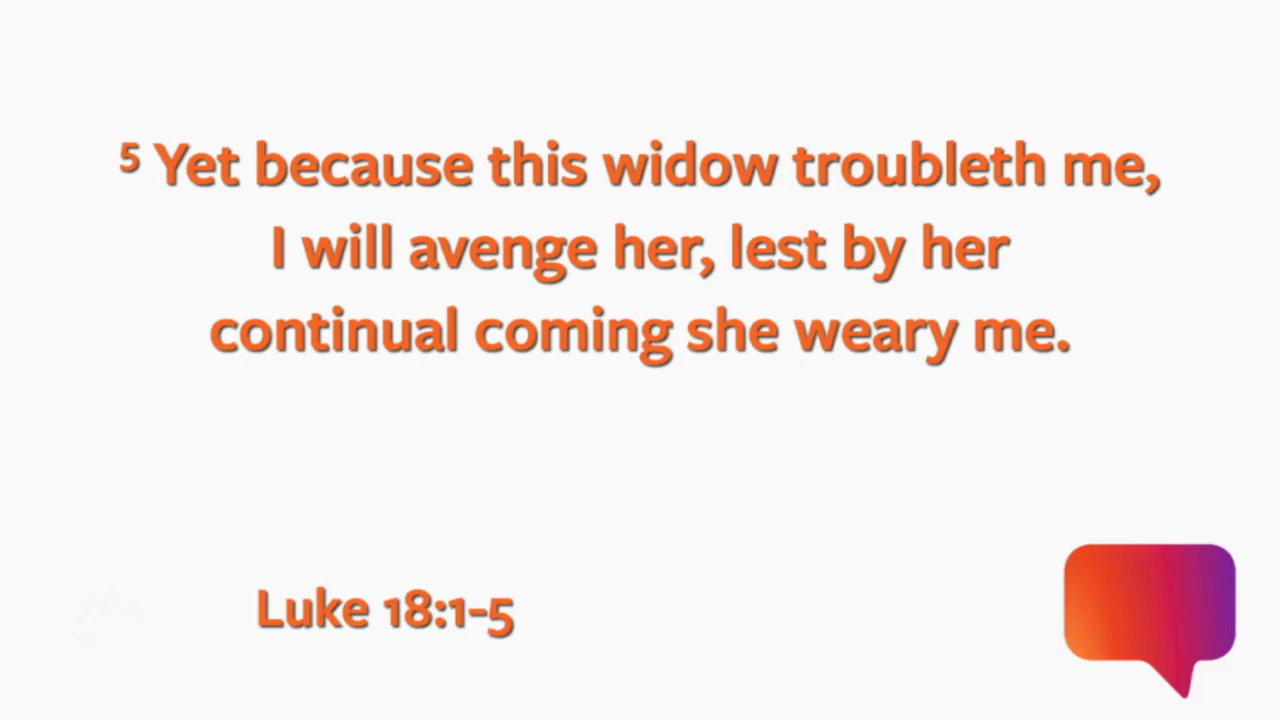 ⁵ Yet because this widow troubleth me,
I will avenge her, lest by her
continual coming she weary me.
Luke 18:1-5